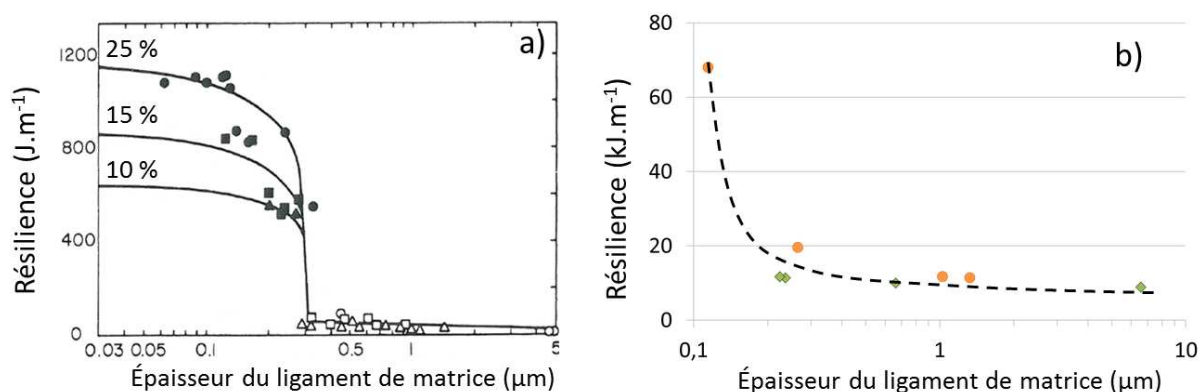 a)
1200
25 %
15 %
800
10 %
400
0
0.03 0.05 0.1 0.5 1 5
Résilience (J.m⁻¹)
Épaisseur du ligament de matrice (µm)
b)
80
60
40
20
0
0,1 1 10
Résilience (kJ.m⁻¹)
Épaisseur du ligament de matrice (µm)